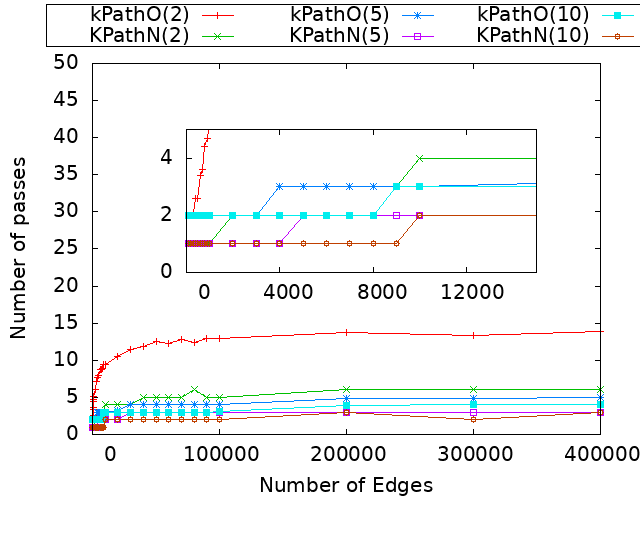 kPathO(2) kPathO(5) kPathO(10)
KPathN(2) KPathN(5) KPathN(10)
50
45
40
35
30
25
20
15
10
5
0
Number of passes
4
2
0
0 4000 8000 12000
0 100000 200000 300000 400000
Number of Edges